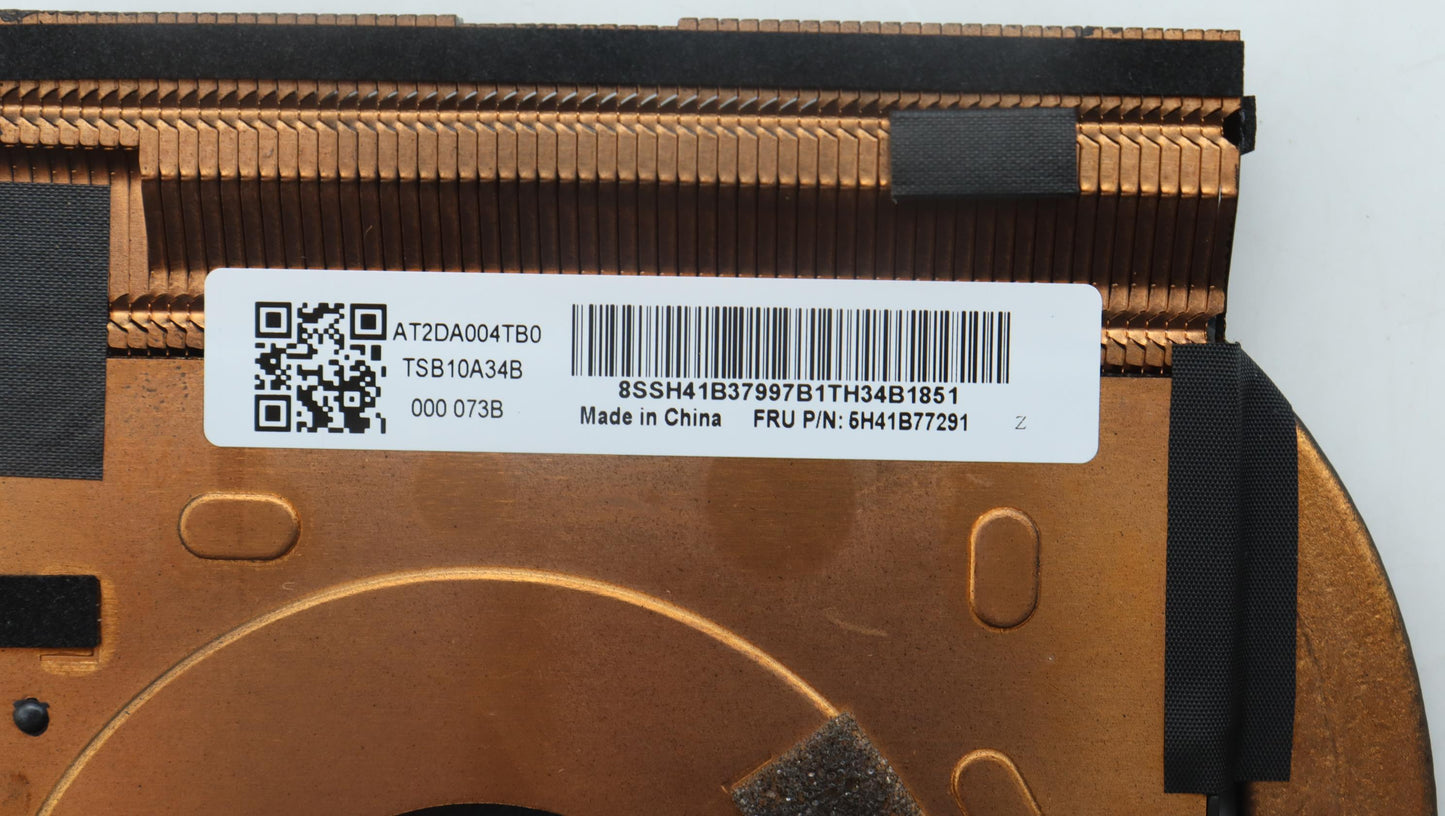 AT2DA004TB0
TSB10A34B
000 073B
8SSH41B37997B1TH34B1851
Made in China FRU P/N: 5H41B77291
Z